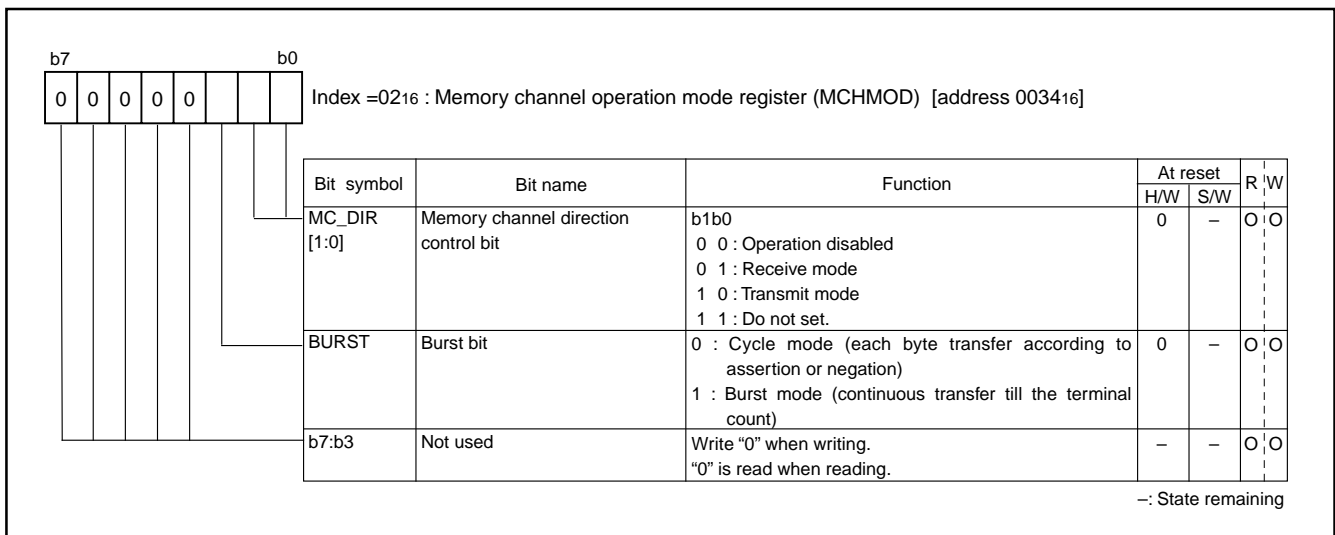 b7 b0
0 0 0 0 0
Index =0216 : Memory channel operation mode register (MCHMOD) [address 003416]
Bit symbol Bit name Function At reset R W
H/W S/W
MC_DIR Memory channel direction b1b0 0 – O O
[1:0] control bit 0 0 : Operation disabled
0 1 : Receive mode
1 0 : Transmit mode
1 1 : Do not set.
BURST Burst bit 0 : Cycle mode (each byte transfer according to 0 – O O
assertion or negation)
1 : Burst mode (continuous transfer till the terminal
count)
b7:b3 Not used Write “0” when writing. – – O O
“0” is read when reading.
–: State remaining